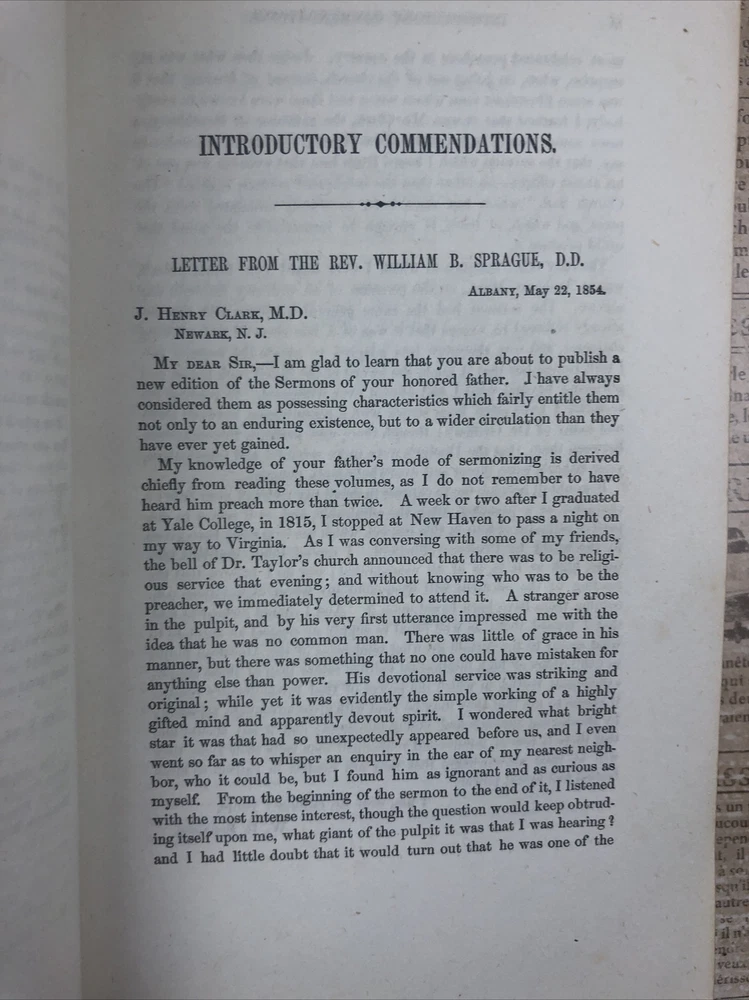 INTRODUCTORY COMMENDATIONS.
LETTER FROM THE REV. WILLIAM B. SPRAGUE, D.D.
ALBANY, May 22, 1854.
J. HENRY CLARK, M.D.
NEWARK, N. J.
MY DEAR SIR,—I am glad to learn that you are about to publish a
new edition of the Sermons of your honored father. I have always
considered them as possessing characteristics which fairly entitle them
not only to an enduring existence, but to a wider circulation than they
have ever yet gained.
My knowledge of your father's mode of sermonizing is derived
chiefly from reading these volumes, as I do not remember to have
heard him preach more than twice. A week or two after I graduated
at Yale College, in 1815, I stopped at New Haven to pass a night on
my way to Virginia. As I was conversing with some of my friends,
the bell of Dr. Taylor's church announced that there was to be religi-
ous service that evening; and without knowing who was to be the
preacher, we immediately determined to attend it. A stranger arose
in the pulpit, and by his very first utterance impressed me with the
idea that he was no common man. There was little of grace in his
manner, but there was something that no one could have mistaken for
anything else than power. His devotional service was striking and
original; while yet it was evidently the simple working of a highly
gifted mind and apparently devout spirit. I wondered what bright
star it was that had so unexpectedly appeared before us, and I even
went so far as to whisper an enquiry in the ear of my nearest neigh-
bor, who it could be, but I found him as ignorant and as curious as
myself. From the beginning of the sermon to the end of it, I listened
with the most intense interest, though the question would keep obtrud-
ing itself upon me, what giant of the pulpit it was that I was hearing?
and I had little doubt that it would turn out that he was one of the